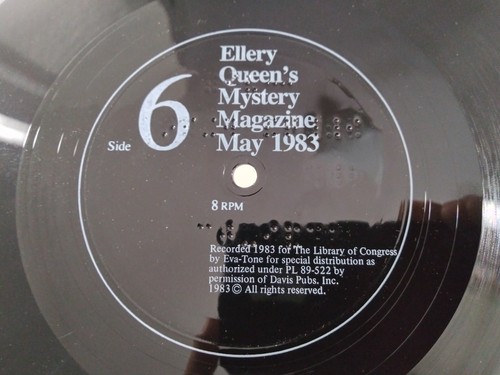 Ellery
Queen's
Mystery
Magazine
May 1983
Side 6
8 RPM
Recorded 1983 for The Library of Congress
by Eva-Tone for special distribution as
authorized under PL 89-522 by
permission of Davis Pubs. Inc.
1983 © All rights reserved.